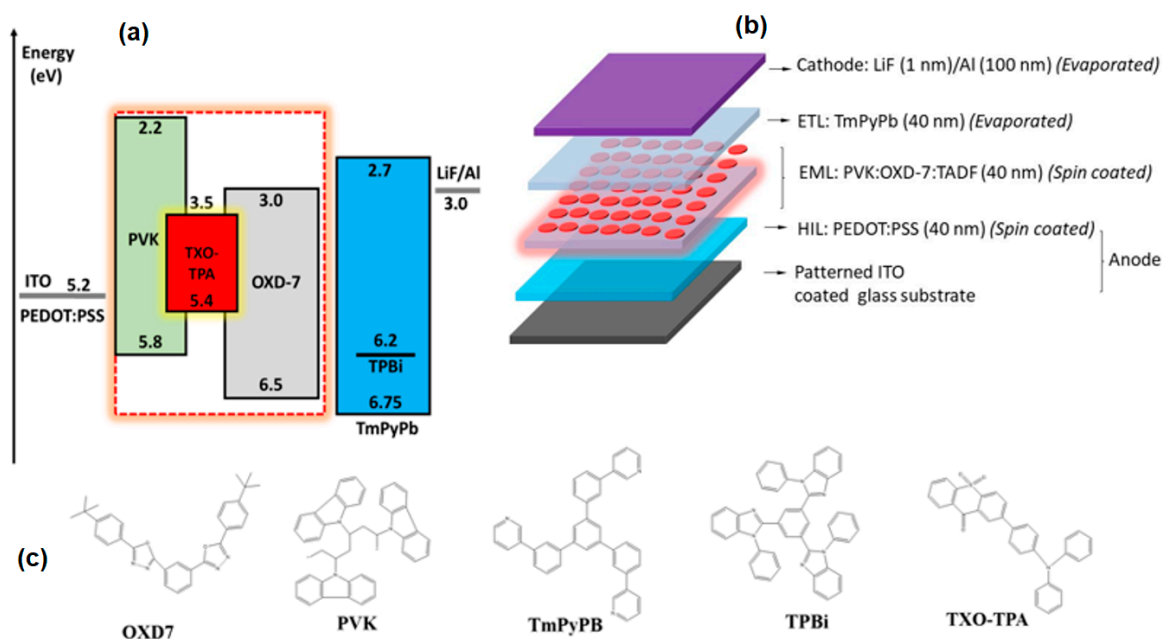 (a)
Energy
(eV)
2.2
3.5
3.0
2.7
LiF/Al
3.0
PVK
TXO-
TPA
5.4
OXD-7
ITO 5.2
PEDOT:PSS
5.8
6.5
6.2
TPBi
6.75
TmPyPb
(b)
Cathode: LiF (1 nm)/Al (100 nm) (Evaporated)
ETL: TmPyPb (40 nm) (Evaporated)
EML: PVK:OXD-7:TADF (40 nm) (Spin coated)
HIL: PEDOT:PSS (40 nm) (Spin coated)
Anode
Patterned ITO
coated glass substrate
(c)
OXD7
PVK
TmPyPB
TPBi
TXO-TPA